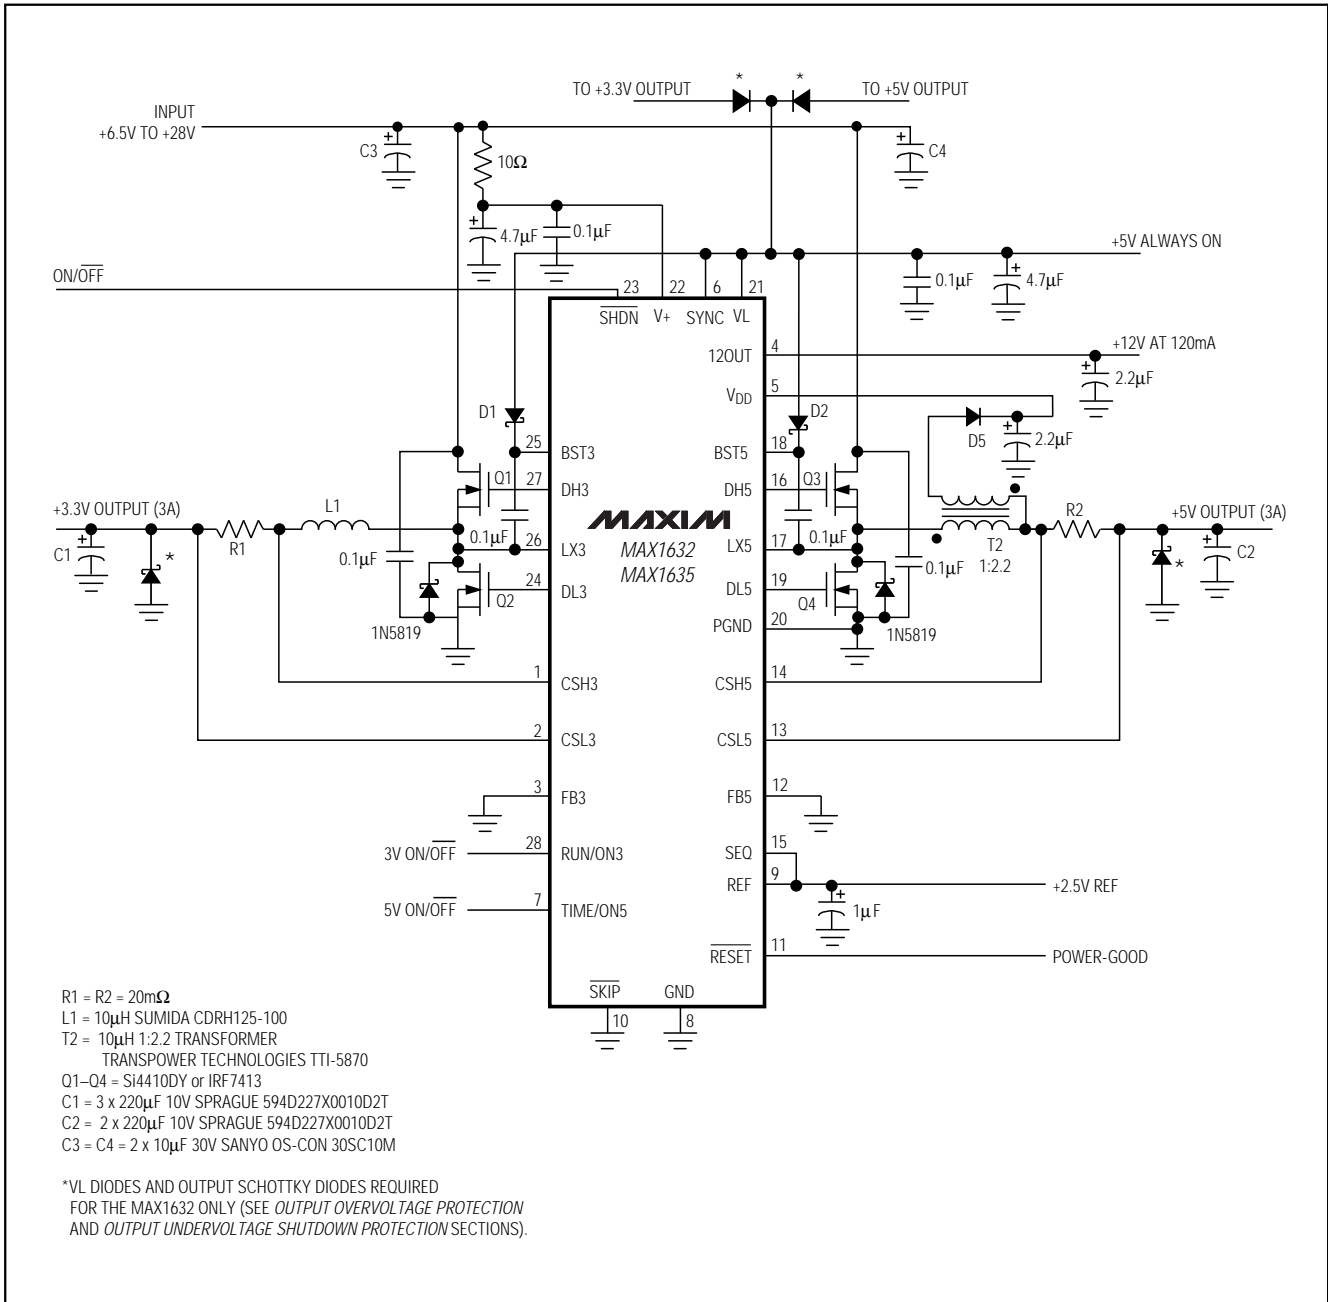 TO +3.3V OUTPUT
*
*
TO +5V OUTPUT
INPUT
+6.5V TO +28V
C3
+
10Ω
+
C4
+
4.7μF
0.1μF
+5V ALWAYS ON
ON/OFF
0.1μF
+
4.7μF
23
22
6
21
SHDN
V+
SYNC
VL
12OUT
4
+12V AT 120mA
+
2.2μF
VDD
5
D1
D2
D5
+
2.2μF
25
BST3
BST5
18
Q1
27
DH3
DH5
16
Q3
+3.3V OUTPUT (3A)
R1
L1
0.1μF
26
LX3
MAXIM
MAX1632
MAX1635
LX5
17
0.1μF
T2
1:2.2
R2
+5V OUTPUT (3A)
+
C1
*
0.1μF
1N5819
Q2
24
DL3
DL5
19
Q4
1N5819
0.1μF
*
+
C2
PGND
20
1
CSH3
CSH5
14
2
CSL3
CSL5
13
3
FB3
FB5
12
3V ON/OFF
28
RUN/ON3
SEQ
15
REF
9
+2.5V REF
+
1μF
5V ON/OFF
7
TIME/ON5
RESET
11
POWER-GOOD
SKIP
GND
10
8
R1 = R2 = 20mΩ
L1 = 10μH SUMIDA CDRH125-100
T2 = 10μH 1:2.2 TRANSFORMER
TRANSPOWER TECHNOLOGIES TTI-5870
Q1–Q4 = Si4410DY or IRF7413
C1 = 3 x 220μF 10V SPRAGUE 594D227X0010D2T
C2 = 2 x 220μF 10V SPRAGUE 594D227X0010D2T
C3 = C4 = 2 x 10μF 30V SANYO OS-CON 30SC10M
*VL DIODES AND OUTPUT SCHOTTKY DIODES REQUIRED
FOR THE MAX1632 ONLY (SEE OUTPUT OVERVOLTAGE PROTECTION
AND OUTPUT UNDERVOLTAGE SHUTDOWN PROTECTION SECTIONS).